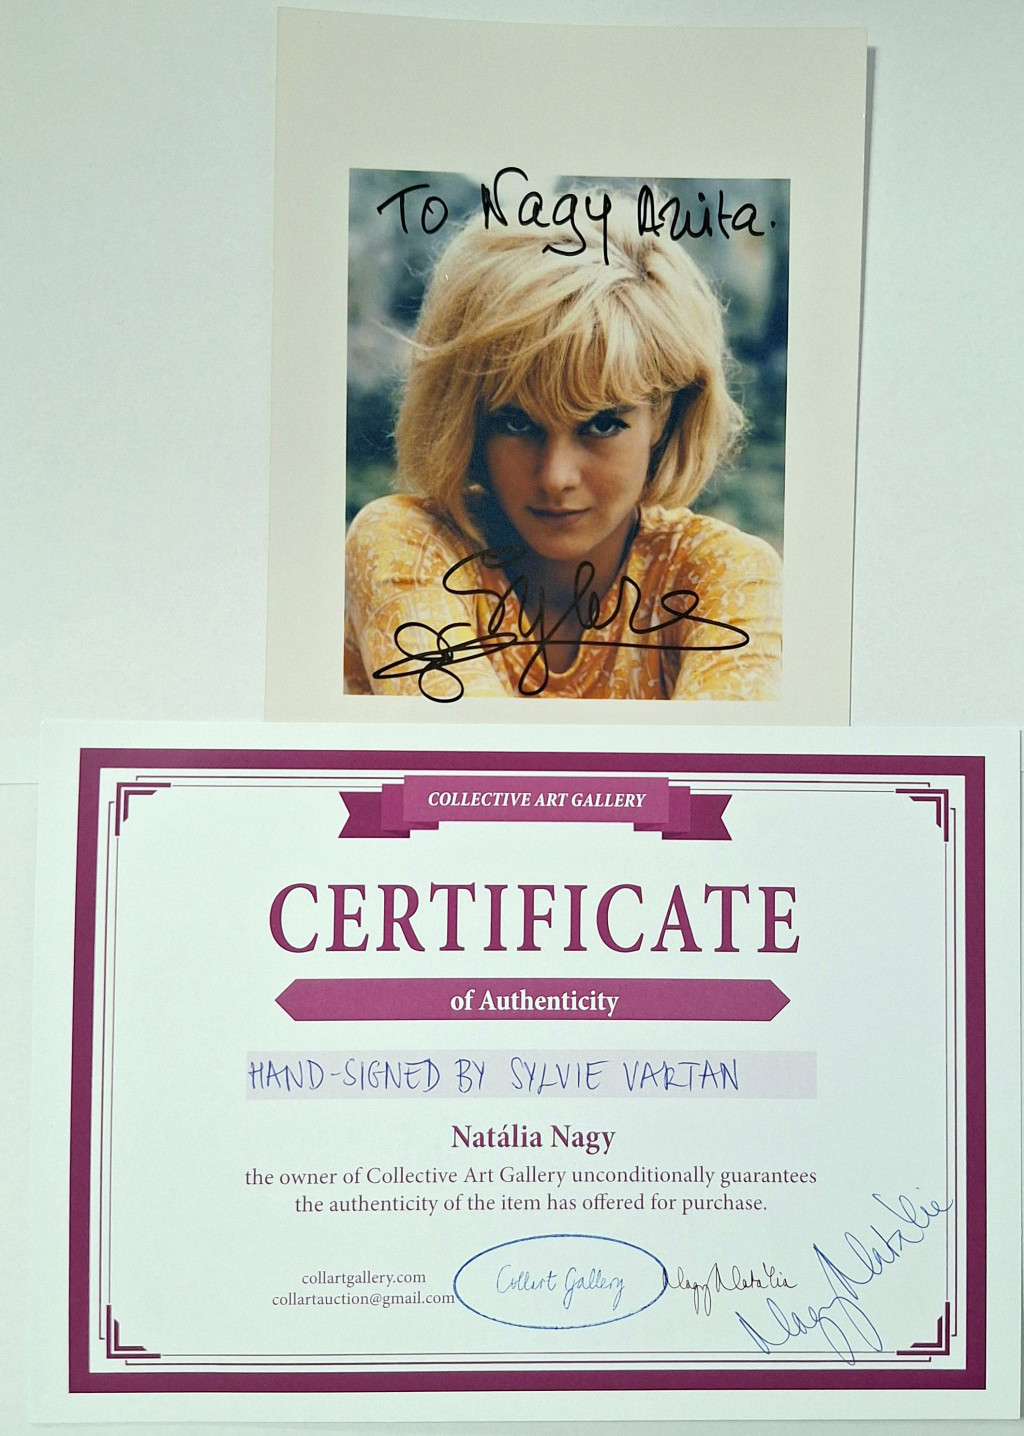 To Nagy Anita.
Sylvie
COLLECTIVE ART GALLERY
CERTIFICATE
of Authenticity
HAND-SIGNED BY SYLVIE VARTAN
Natália Nagy
the owner of Collective Art Gallery unconditionally guarantees
the authenticity of the item has offered for purchase.
collartgallery.com
collartauction@gmail.com
Collart Gallery
Nagy Natália
Nagy Natália